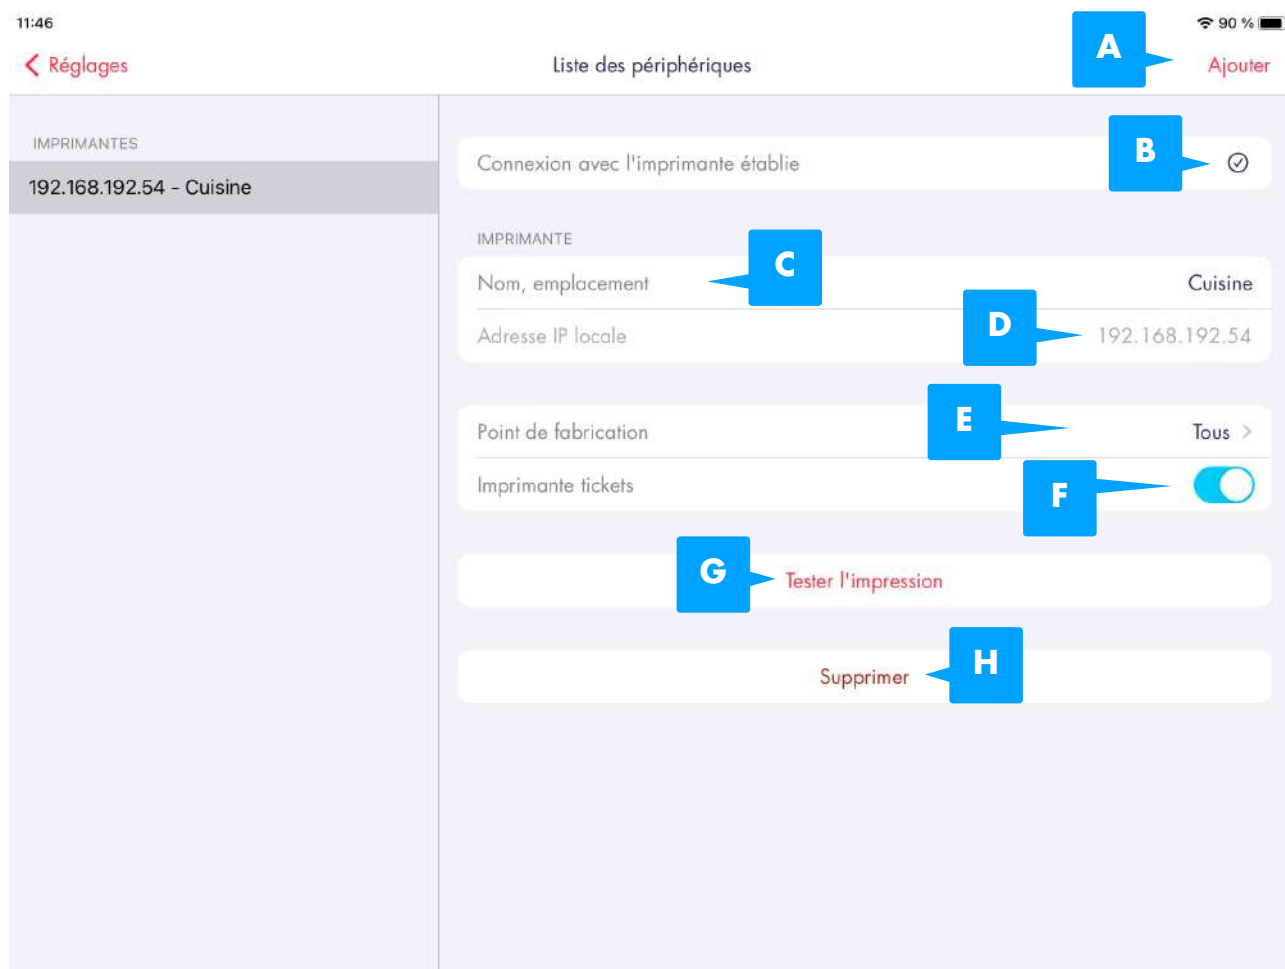 11:46
90 %
A
Réglages
Liste des périphériques
Ajouter
IMPRIMANTES
192.168.192.54 - Cuisine
Connexion avec l'imprimante établie
B
IMPRIMANTE
Nom, emplacement
C
Cuisine
Adresse IP locale
D
192.168.192.54
Point de fabrication
E
Tous
Imprimante tickets
F
G
Tester l'impression
Supprimer
H